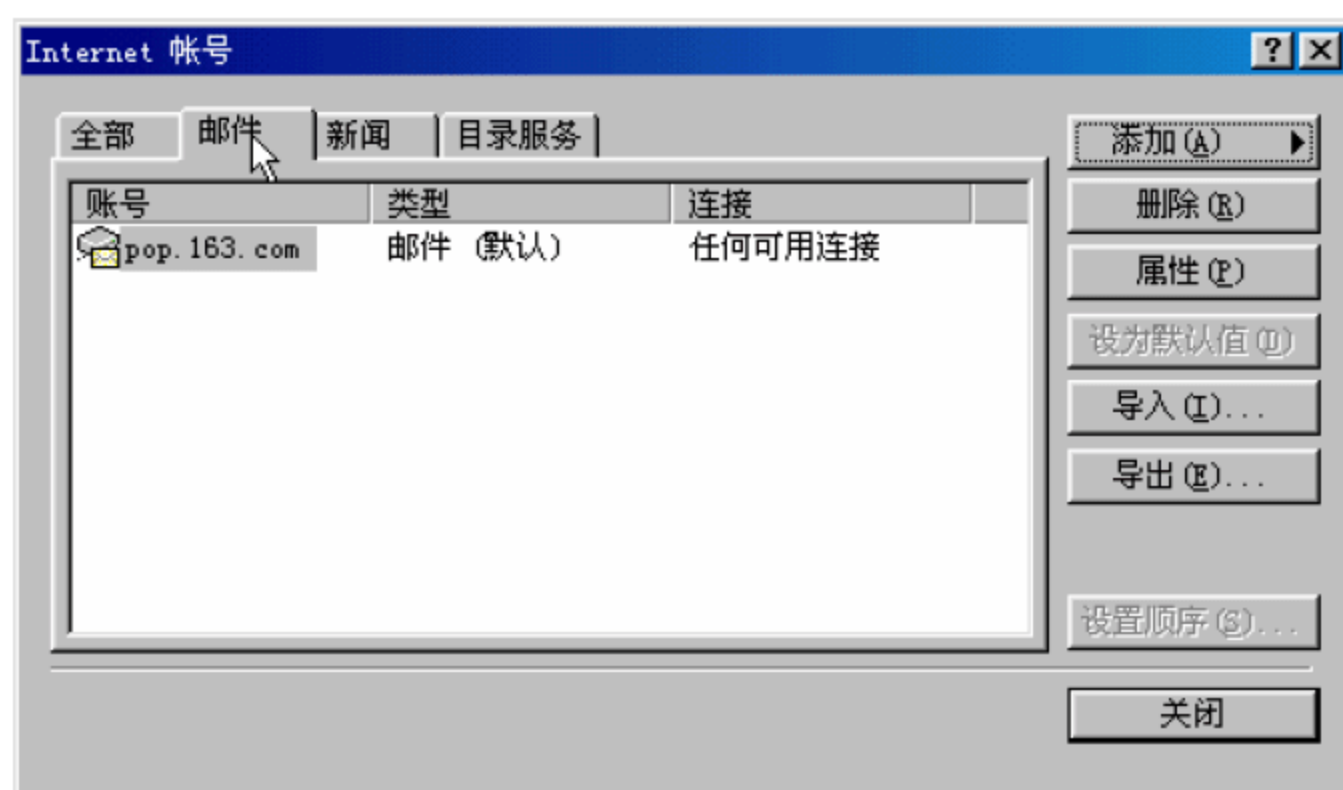 Internet 帐号
全部 邮件 新闻 目录服务
账号 类型 连接
pop.163.com 邮件 (默认) 任何可用连接
添加(A)
删除(R)
属性(P)
设为默认值(D)
导入(I)...
导出(E)...
设置顺序(S)...
关闭